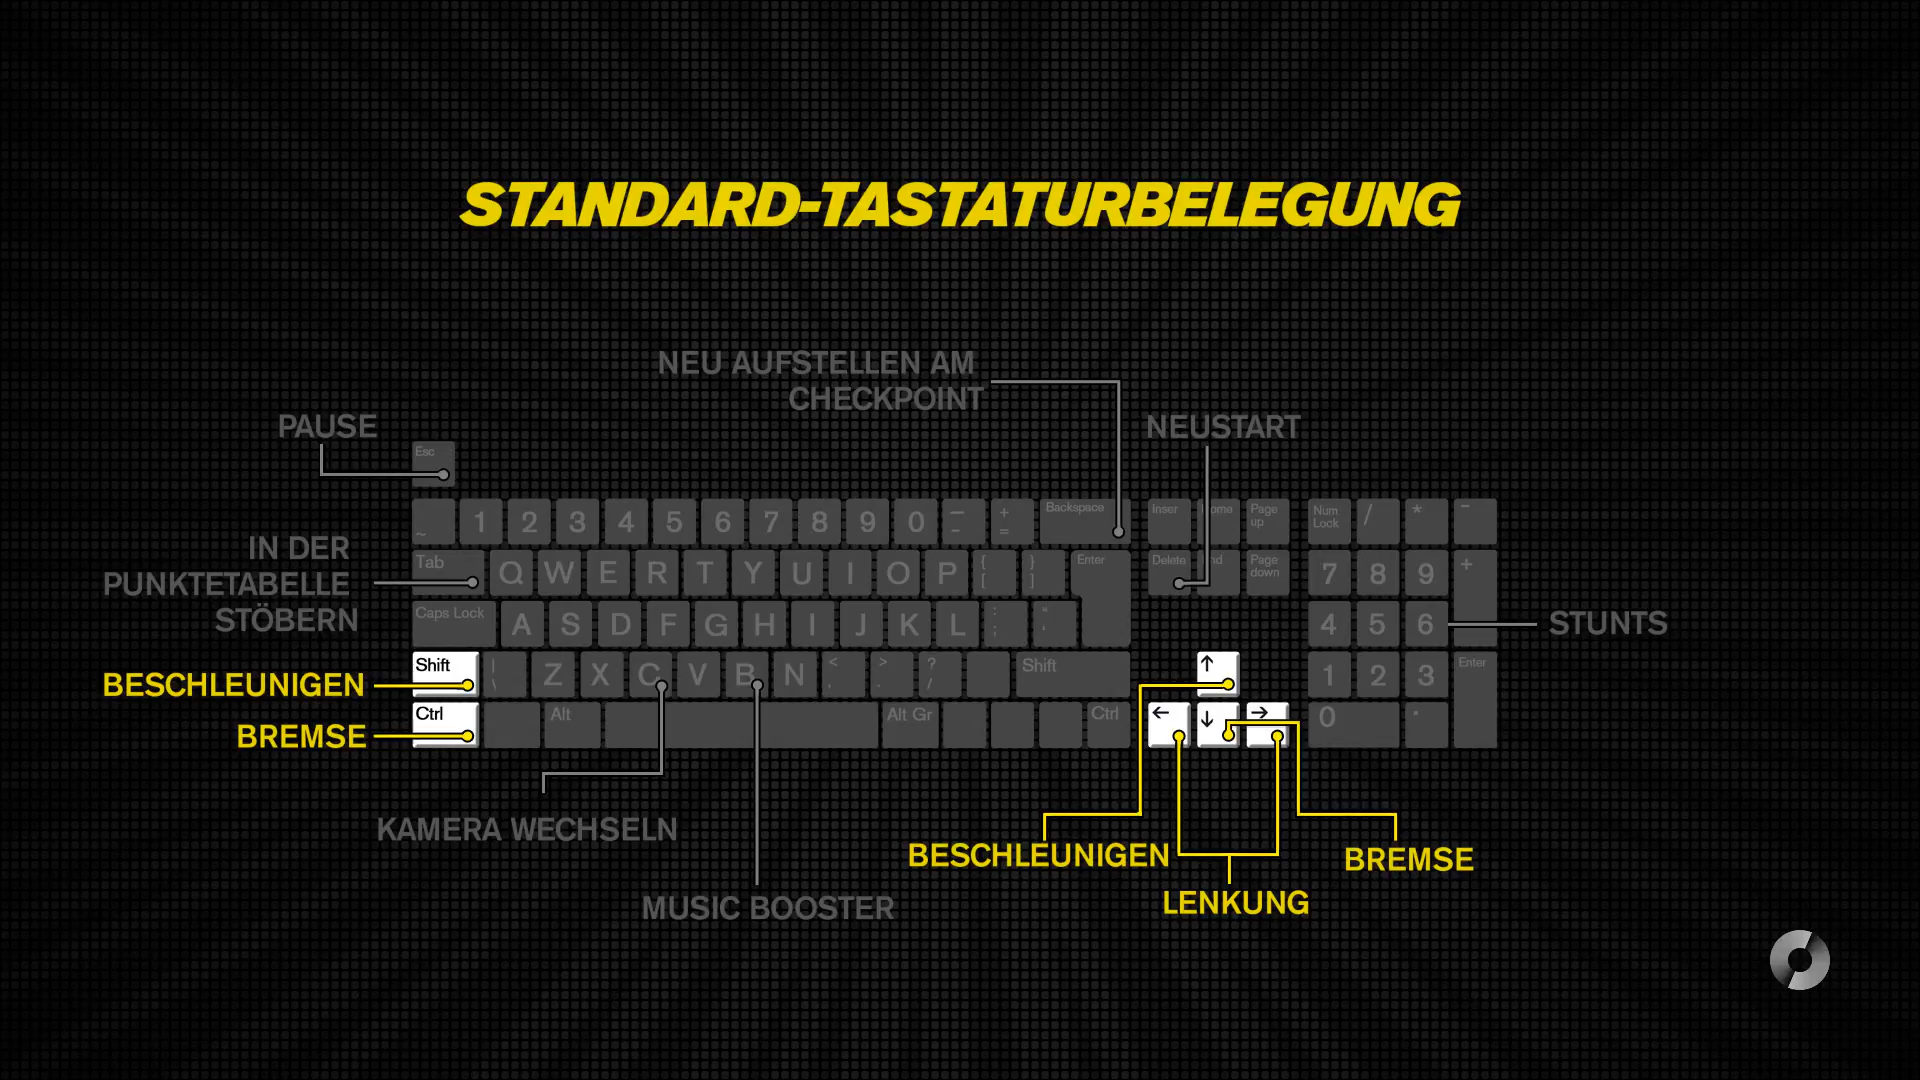 STANDARD-TASTATURBELEGUNG
NEU AUFSTELLEN AM
CHECKPOINT
PAUSE
NEUSTART
Esc
~ 1 2 3 4 5 6 7 8 9 0 — - + = Backspace Inser ome Page up Num Lock / * -
IN DER
PUNKTETABELLE
STÖBERN
Tab Q W E R T Y U I O P { [ } ] Enter Delete nd Page down 7 8 9 +
Caps Lock A S D F G H I J K L : ; " ' 4 5 6
STUNTS
BESCHLEUNIGEN
Shift | \ Z X C V B N < , > . ? / Shift ↑ 1 2 3 Enter
BREMSE
Ctrl Alt Alt Gr Ctrl ← ↓ → 0 .
KAMERA WECHSELN
BESCHLEUNIGEN
BREMSE
LENKUNG
MUSIC BOOSTER